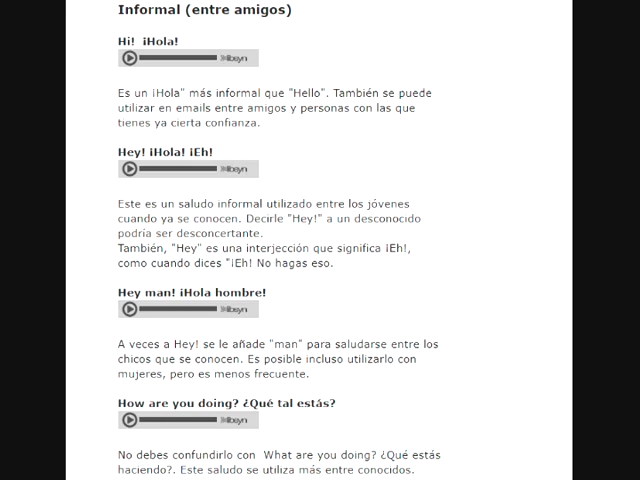 Informal (entre amigos)
Hi!  ¡Hola!
libsyn
Es un ¡Hola" más informal que "Hello". También se puede
utilizar en emails entre amigos y personas con las que
tienes ya cierta confianza.
Hey! ¡Hola! ¡Eh!
libsyn
Este es un saludo informal utilizado entre los jóvenes
cuando ya se conocen. Decirle "Hey!" a un desconocido
podría ser desconcertante.
También, "Hey" es una interjección que significa ¡Eh!,
como cuando dices "¡Eh! No hagas eso.
Hey man! ¡Hola hombre!
libsyn
A veces a Hey! se le añade "man" para saludarse entre los
chicos que se conocen. Es posible incluso utilizarlo con
mujeres, pero es menos frecuente.
How are you doing? ¿Qué tal estás?
libsyn
No debes confundirlo con  What are you doing? ¿Qué estás
haciendo?. Este saludo se utiliza más entre conocidos.